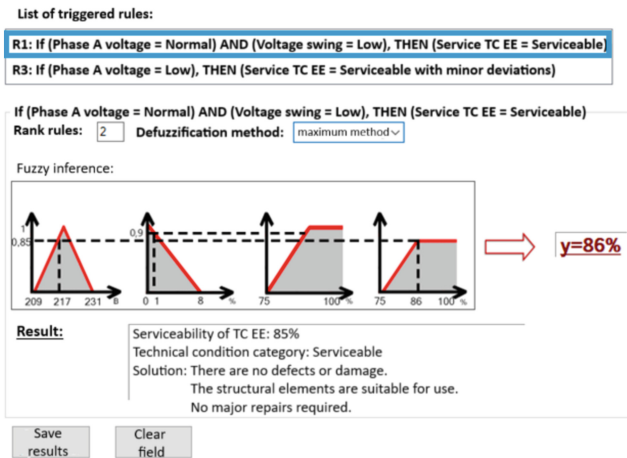 List of triggered rules:
R1: If (Phase A voltage = Normal) AND (Voltage swing = Low), THEN (Service TC EE = Serviceable)
R3: If (Phase A voltage = Low), THEN (Service TC EE = Serviceable with minor deviations)
If (Phase A voltage = Normal) AND (Voltage swing = Low), THEN (Service TC EE = Serviceable)
Rank rules: 2 Defuzzification method: maximum method
Fuzzy inference:
1 0,9
0,85
y=86%
209 217 231 В 0 1 8 % 75 100 % 75 86 100 %
Result:
Serviceability of TC EE: 85%
Technical condition category: Serviceable
Solution: There are no defects or damage.
The structural elements are suitable for use.
No major repairs required.
Save results
Clear field